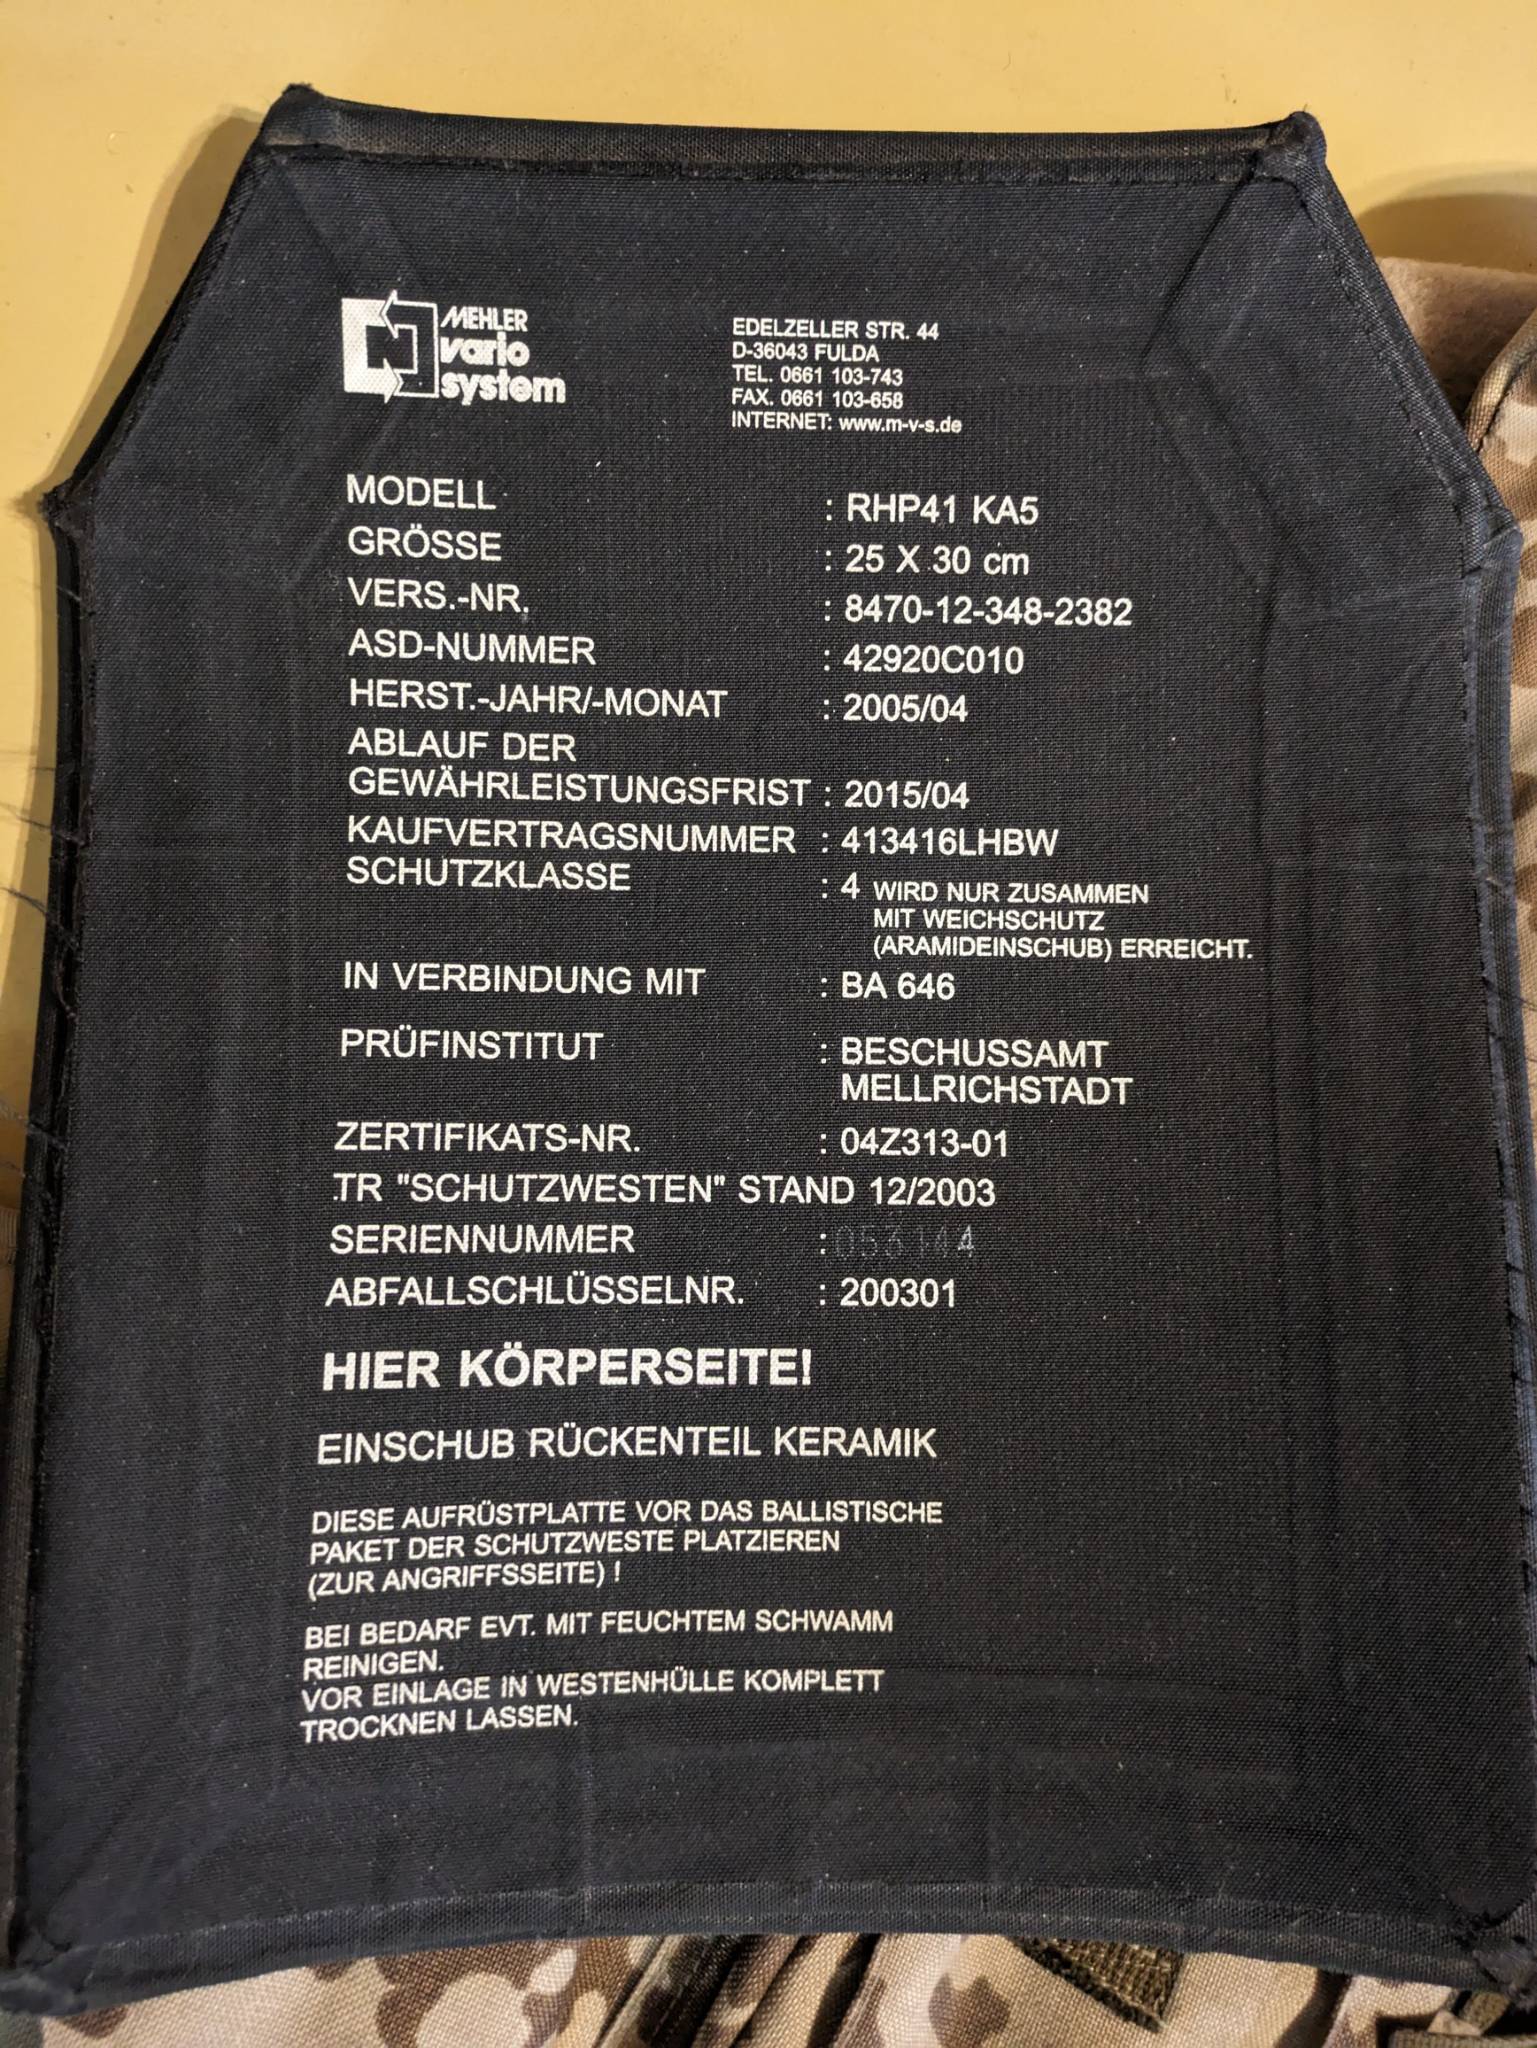 MEHLER
vario
system
EDELZELLER STR. 44
D-36043 FULDA
TEL. 0661 103-743
FAX. 0661 103-658
INTERNET: www.m-v-s.de
MODELL : RHP41 KA5
GRÖSSE : 25 X 30 cm
VERS.-NR. : 8470-12-348-2382
ASD-NUMMER : 42920C010
HERST.-JAHR/-MONAT : 2005/04
ABLAUF DER
GEWÄHRLEISTUNGSFRIST : 2015/04
KAUFVERTRAGSNUMMER : 413416LHBW
SCHUTZKLASSE : 4 WIRD NUR ZUSAMMEN
MIT WEICHSCHUTZ
(ARAMIDEINSCHUB) ERREICHT.
IN VERBINDUNG MIT : BA 646
PRÜFINSTITUT : BESCHUSSAMT
MELLRICHSTADT
ZERTIFIKATS-NR. : 04Z313-01
TR "SCHUTZWESTEN" STAND 12/2003
SERIENNUMMER :
ABFALLSCHLÜSSELNR. : 200301
HIER KÖRPERSEITE!
EINSCHUB RÜCKENTEIL KERAMIK
DIESE AUFRÜSTPLATTE VOR DAS BALLISTISCHE
PAKET DER SCHUTZWESTE PLATZIEREN
(ZUR ANGRIFFSSEITE) !
BEI BEDARF EVT. MIT FEUCHTEM SCHWAMM
REINIGEN.
VOR EINLAGE IN WESTENHÜLLE KOMPLETT
TROCKNEN LASSEN.